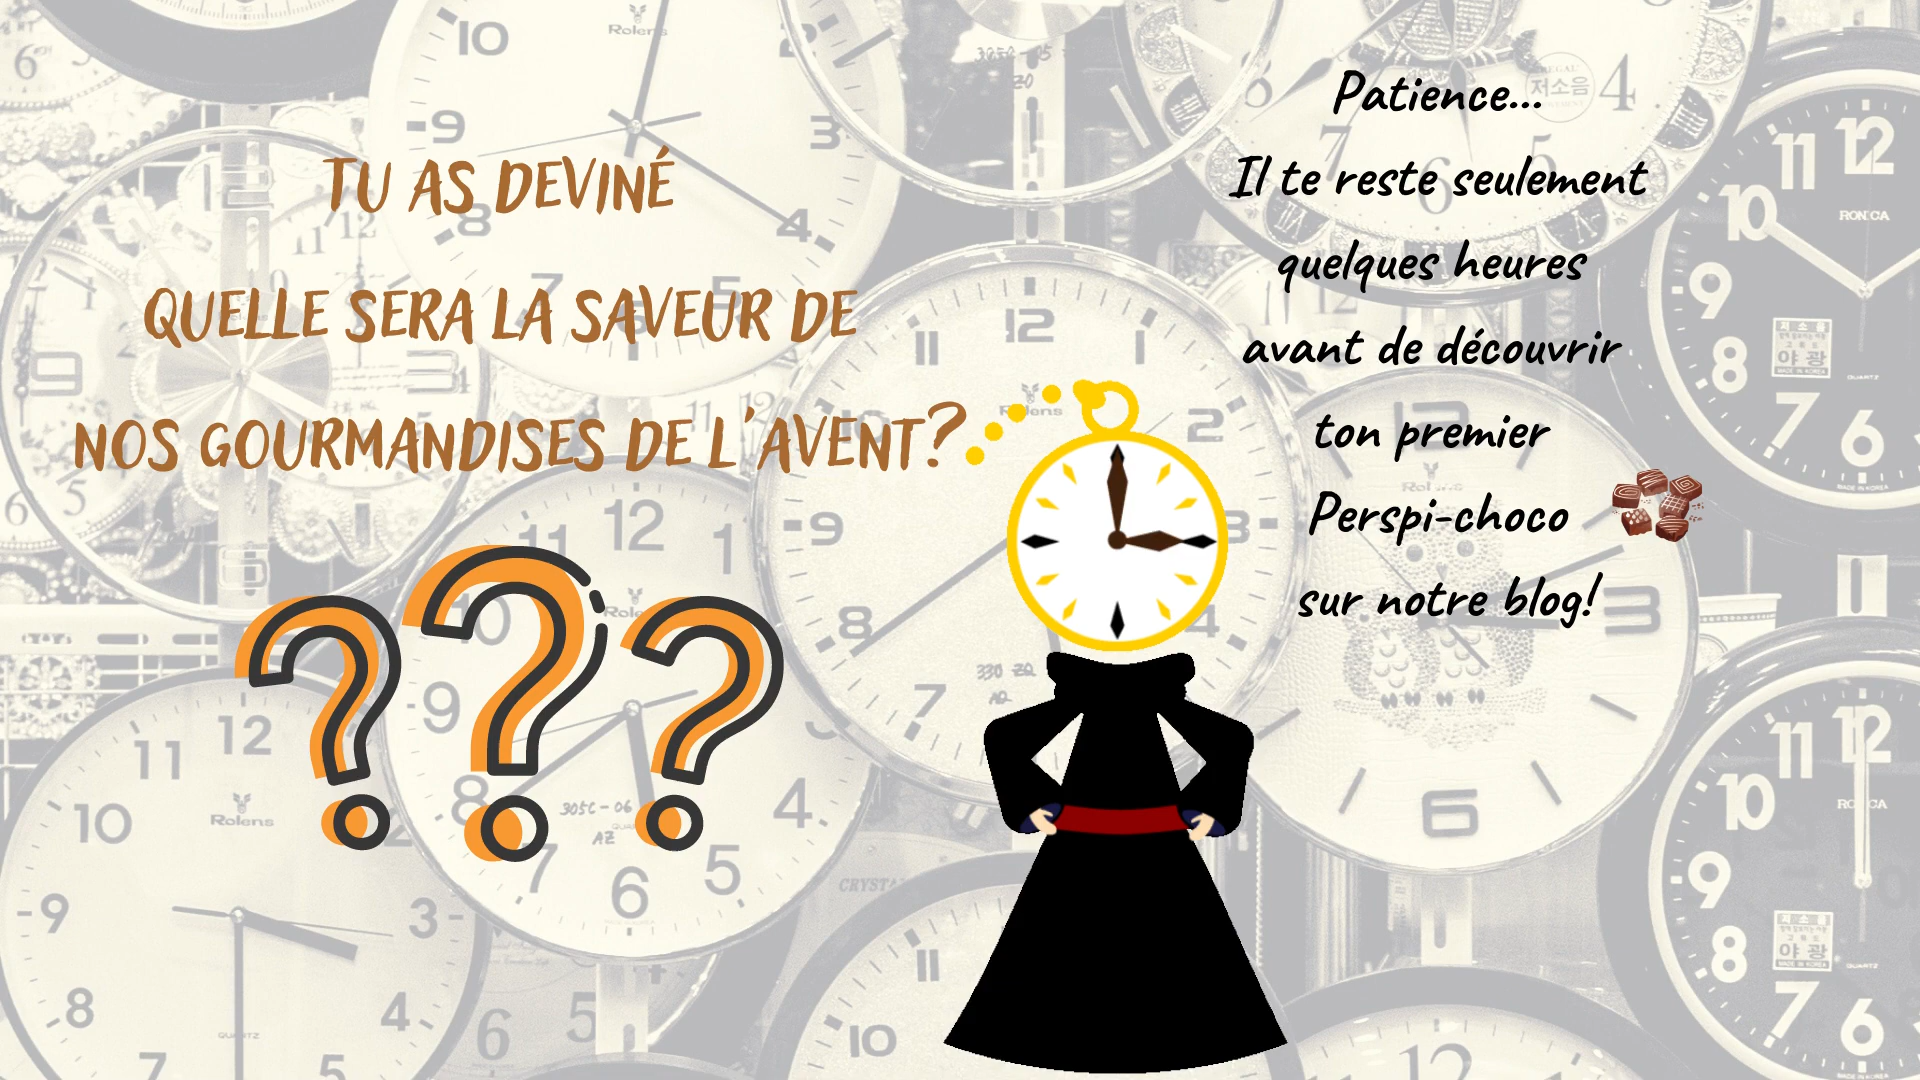 TU AS DEVINÉ
QUELLE SERA LA SAVEUR DE
NOS GOURMANDISES DE L'AVENT?
Patience...
Il te reste seulement
quelques heures
avant de découvrir
ton premier
Perspi-choco
sur notre blog!